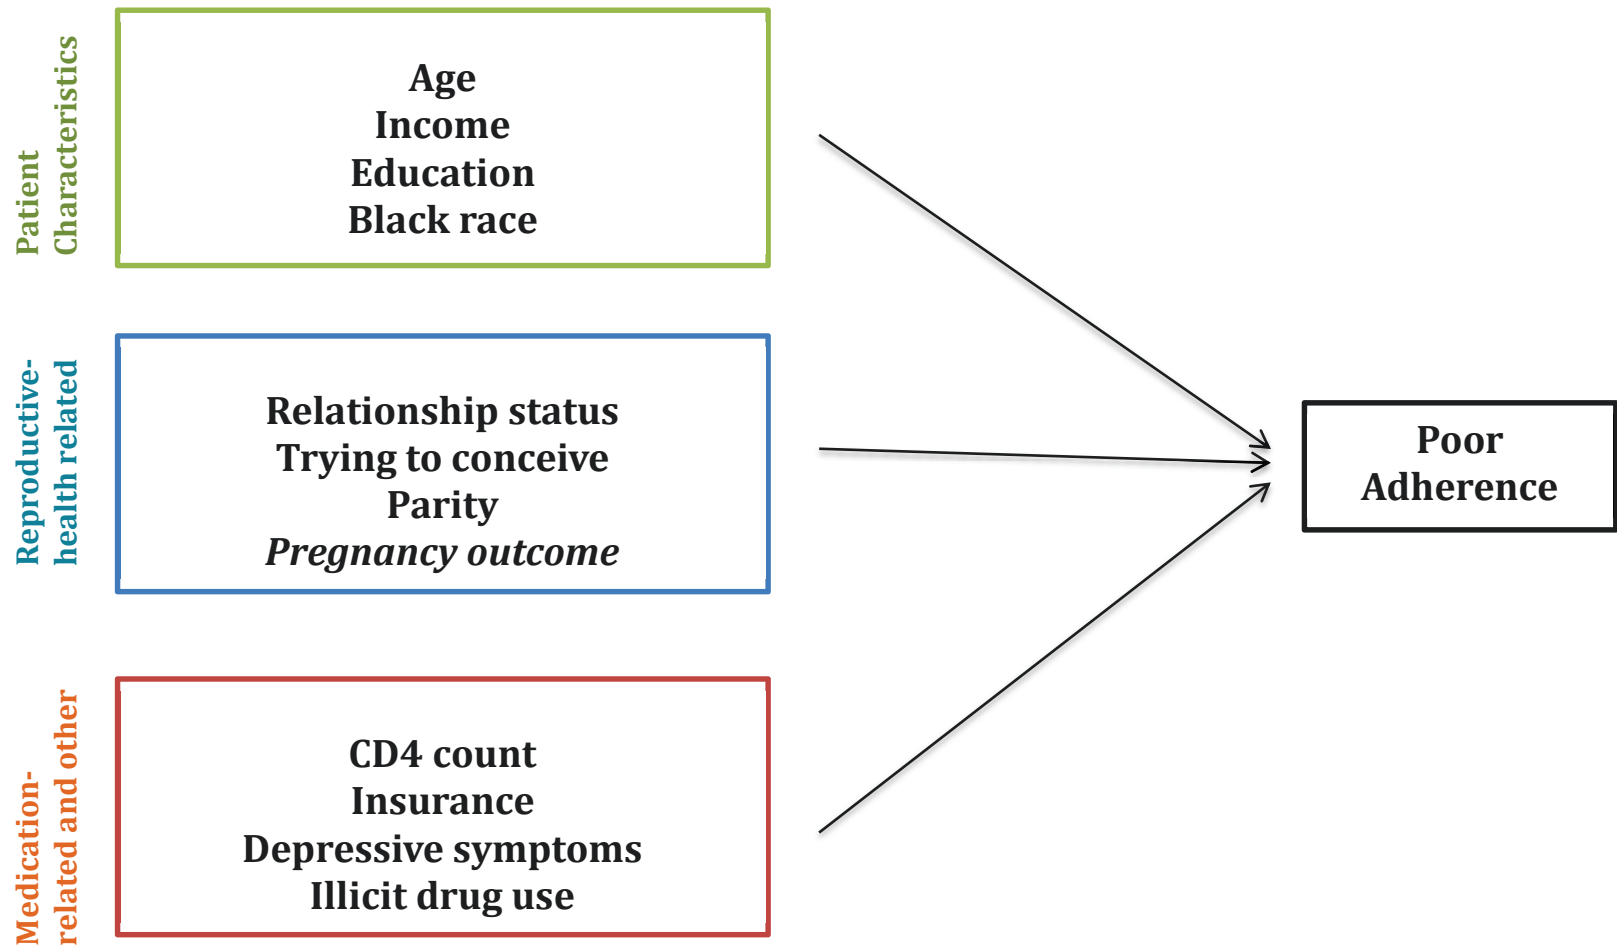 Patient
Characteristics
Age
Income
Education
Black race
Reproductive-
health related
Relationship status
Trying to conceive
Parity
Pregnancy outcome
Poor
Adherence
Medication-
related and other
CD4 count
Insurance
Depressive symptoms
Illicit drug use